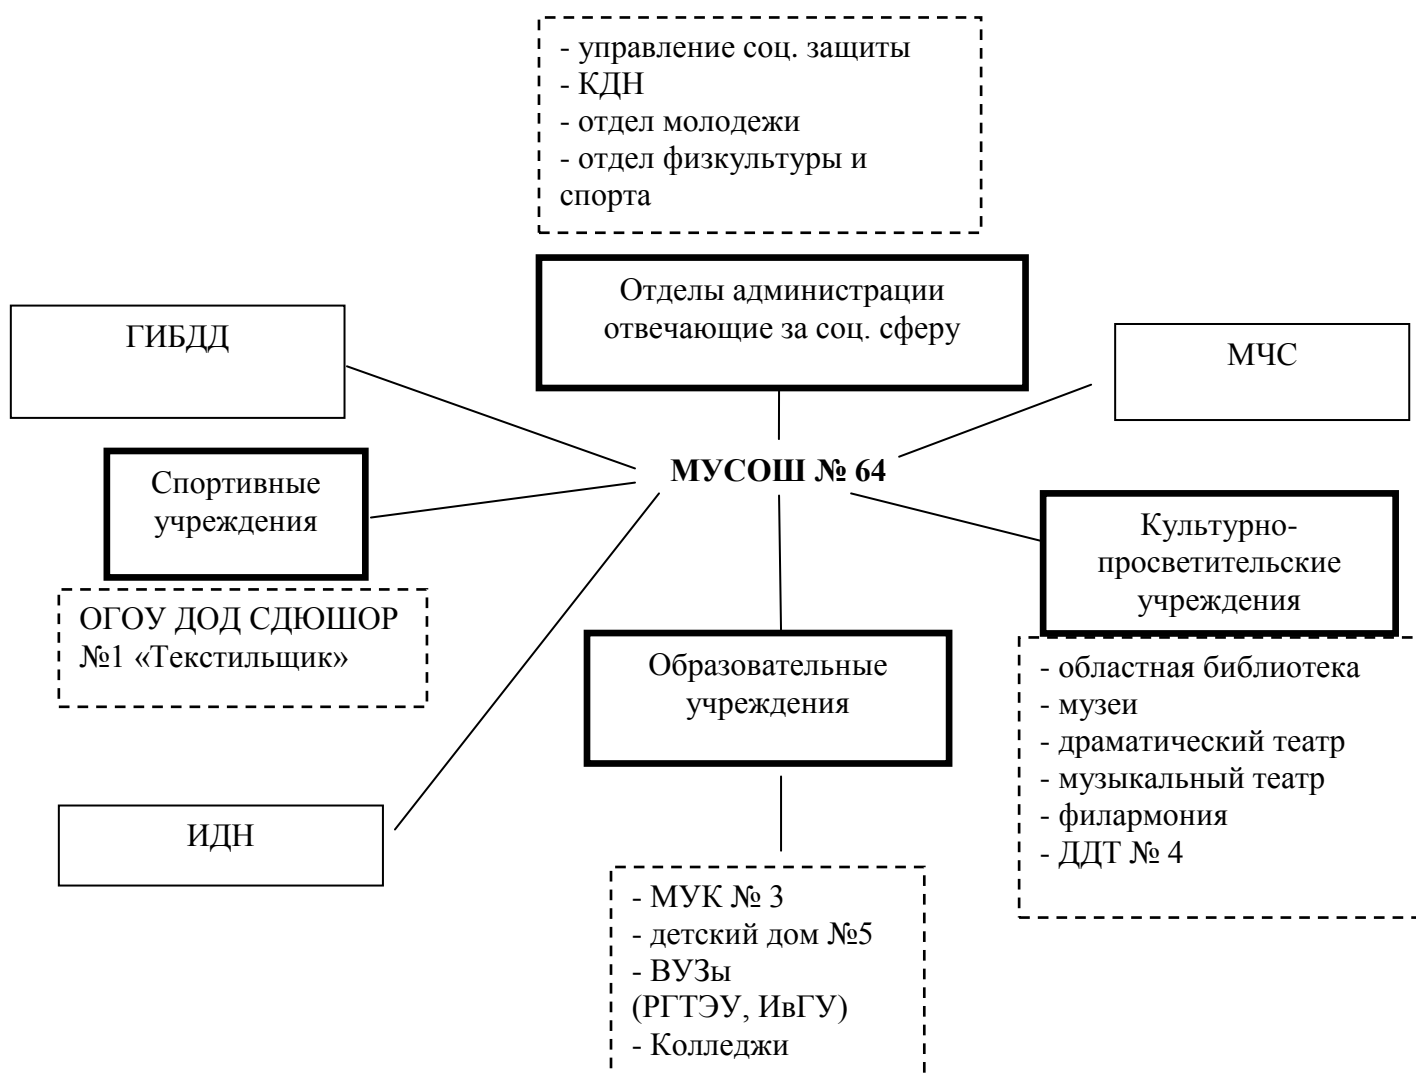 - управление соц. защиты
- КДН
- отдел молодежи
- отдел физкультуры и
спорта
Отделы администрации
отвечающие за соц. сферу
ГИБДД
МЧС
МУСОШ № 64
Спортивные
учреждения
ОГОУ ДОД СДЮШОР
№1 «Текстильщик»
Культурно-
просветительские
учреждения
- областная библиотека
- музеи
- драматический театр
- музыкальный театр
- филармония
- ДДТ № 4
Образовательные
учреждения
ИДН
- МУК № 3
- детский дом №5
- ВУЗы
(РГТЭУ, ИвГУ)
- Колледжи